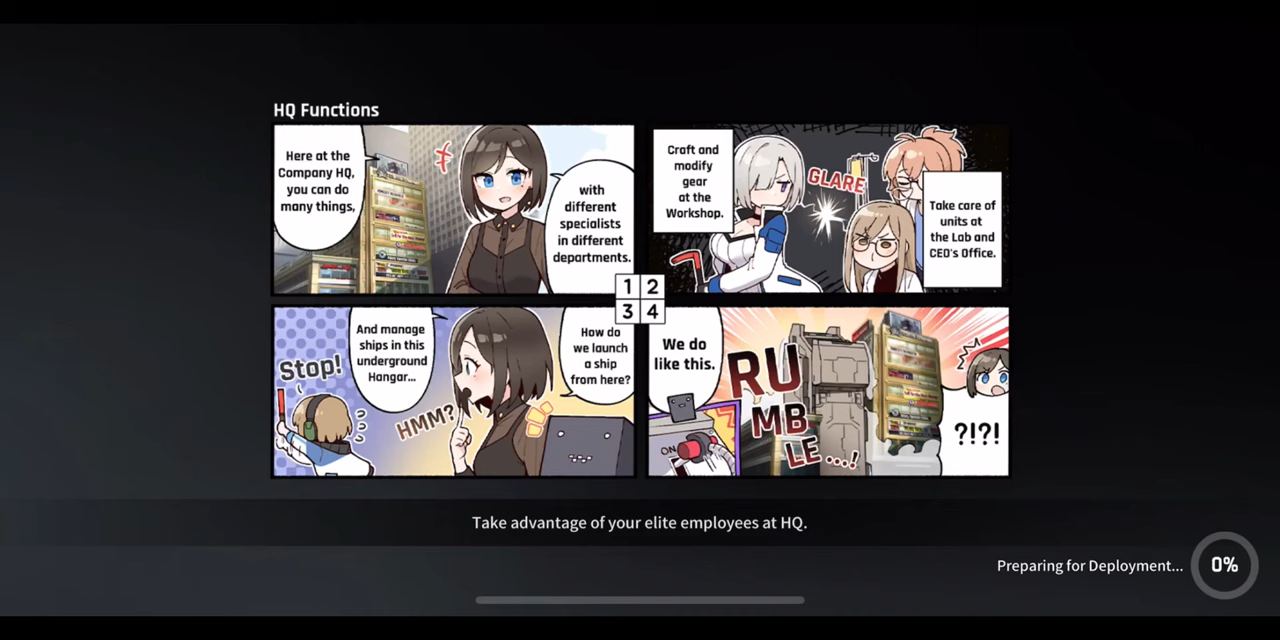 HQ Functions
Here at the
Company HQ,
you can do
many things,
with
different
specialists
in different
departments.
Craft and
modify
gear
at the
Workshop.
GLARE
Take care of
units at
the Lab and
CEO's Office.
1 2
3 4
Stop!
And manage
ships in this
underground
Hangar...
HMM?
How do
we launch
a ship
from here?
We do
like this.
ON
RU
MB
LE...!
?!?!
Take advantage of your elite employees at HQ.
Preparing for Deployment...
0%